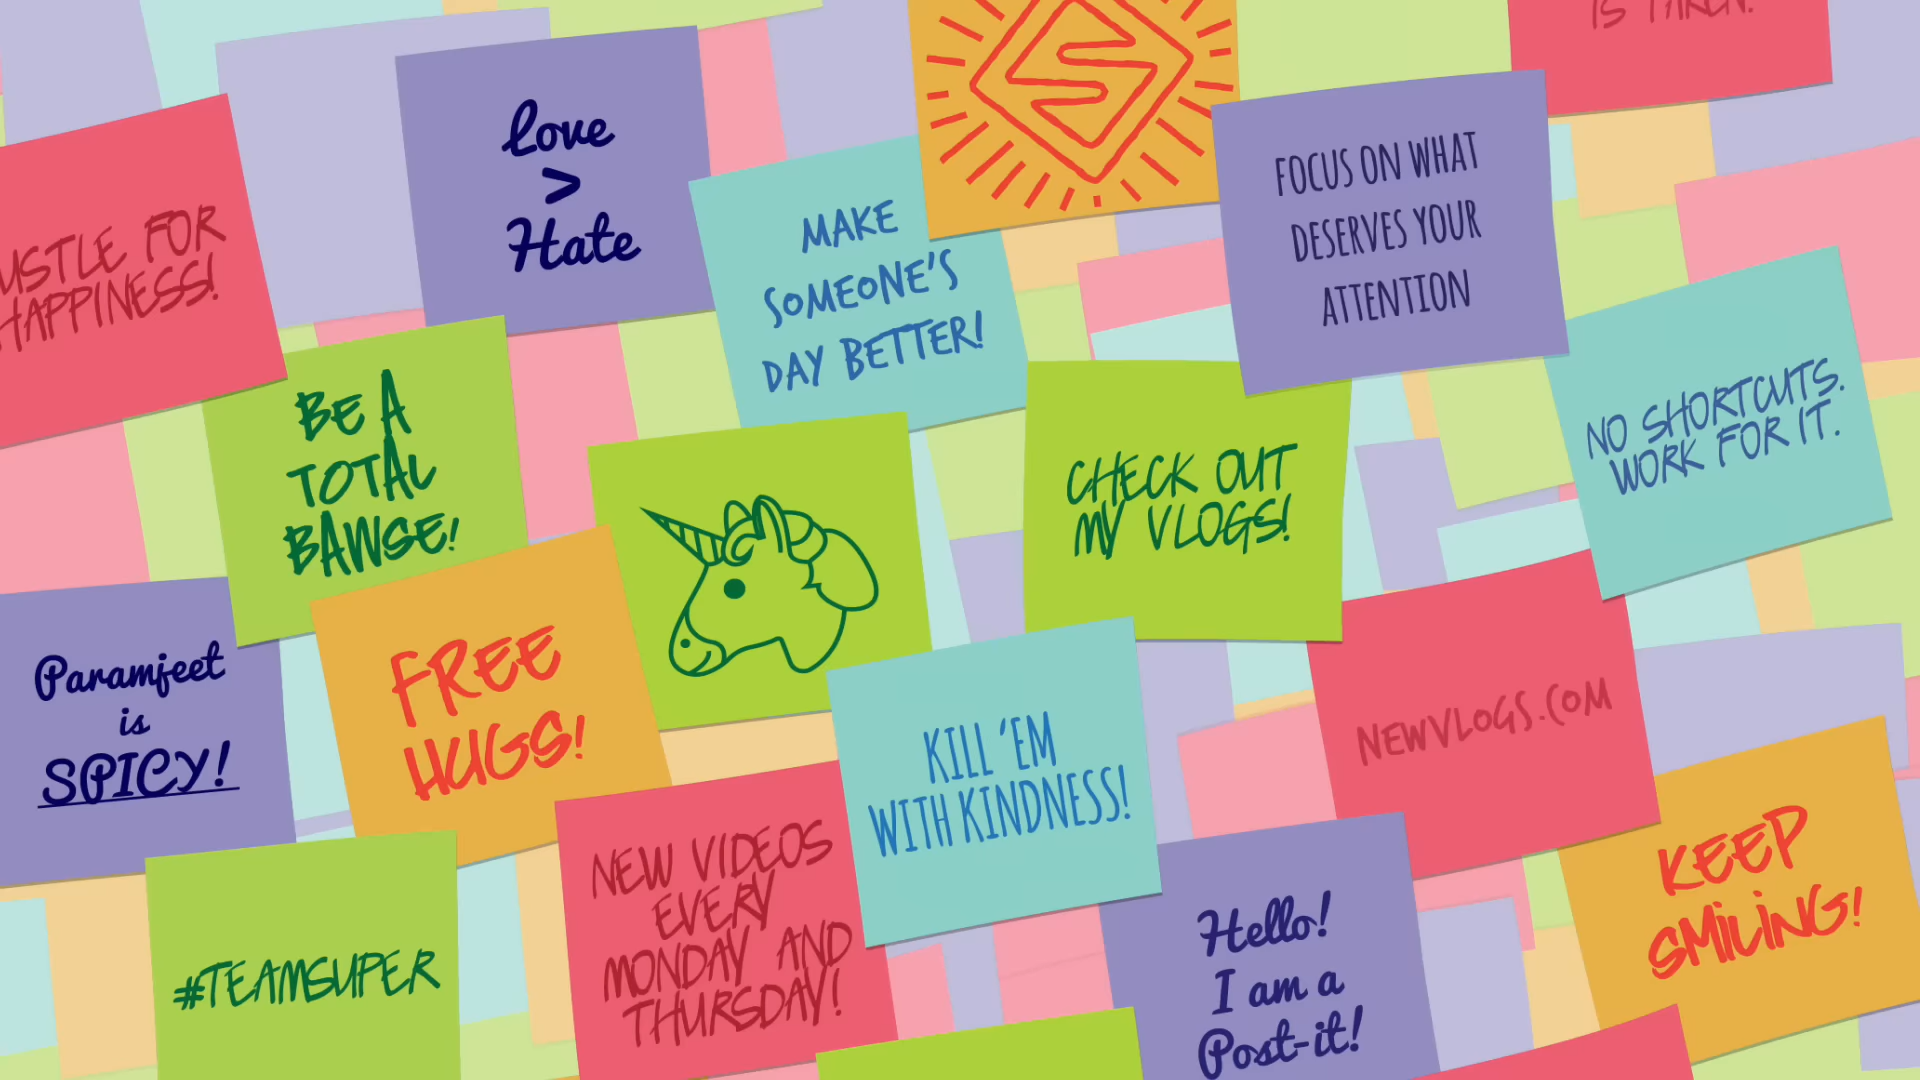 IS TAKEN!
Love
>
Hate
FOCUS ON WHAT
DESERVES YOUR
ATTENTION
MAKE
SOMEONE'S
DAY BETTER!
USTLE FOR
HAPPINESS!
BE A
TOTAL
BAWSE!
CHECK OUT
MY VLOGS!
NO SHORTCUTS.
WORK FOR IT.
Paramjeet
is
SPICY!
FREE
HUGS!
KILL 'EM
WITH KINDNESS!
NEWVLOGS.COM
KEEP
SMILING!
NEW VIDEOS
EVERY
MONDAY AND
THURSDAY!
#TEAMSUPER
Hello!
I am a
Post-it!